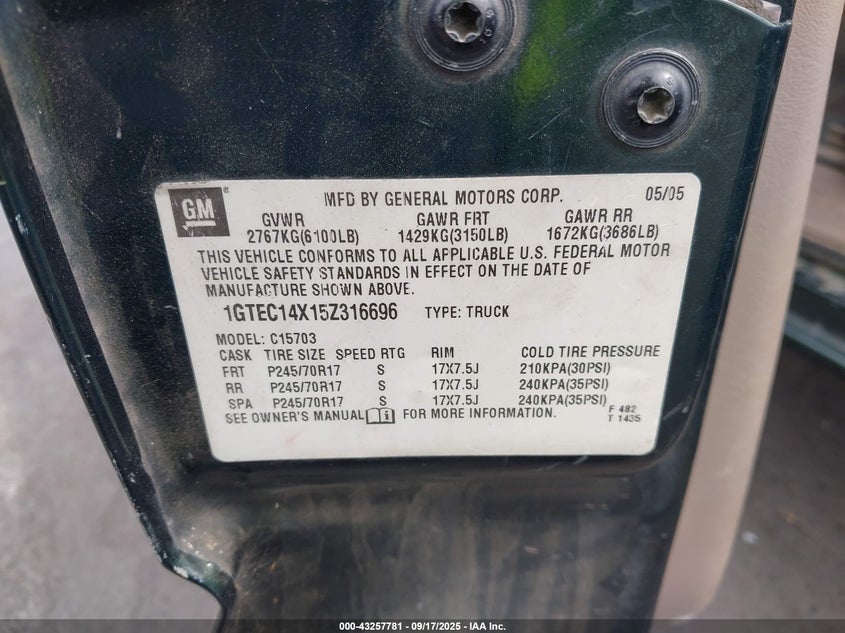 GM
MFD BY GENERAL MOTORS CORP. 05/05
GVWR GAWR FRT GAWR RR
2767KG(6100LB) 1429KG(3150LB) 1672KG(3686LB)
THIS VEHICLE CONFORMS TO ALL APPLICABLE U.S. FEDERAL MOTOR
VEHICLE SAFETY STANDARDS IN EFFECT ON THE DATE OF
MANUFACTURE SHOWN ABOVE.
1GTEC14X15Z316696 TYPE: TRUCK
MODEL: C15703
CASK TIRE SIZE SPEED RTG RIM COLD TIRE PRESSURE
FRT P245/70R17 S 17X7.5J 210KPA(30PSI)
RR P245/70R17 S 17X7.5J 240KPA(35PSI)
SPA P245/70R17 S 17X7.5J 240KPA(35PSI)
SEE OWNER'S MANUAL FOR MORE INFORMATION.
F 482
T 1435
000-43257781 - 09/17/2025 - IAA Inc.